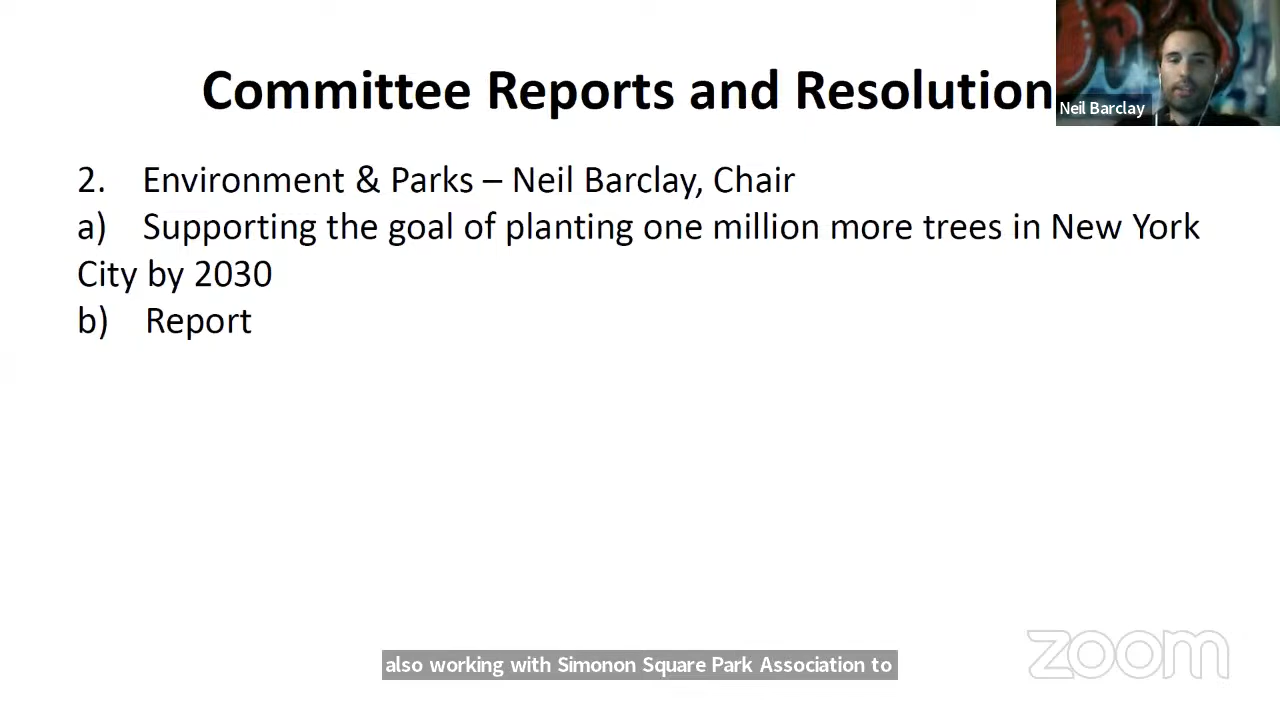 Committee Reports and Resolution
Neil Barclay
2. Environment & Parks – Neil Barclay, Chair
a) Supporting the goal of planting one million more trees in New York
City by 2030
b) Report
also working with Simonon Square Park Association to
zoom